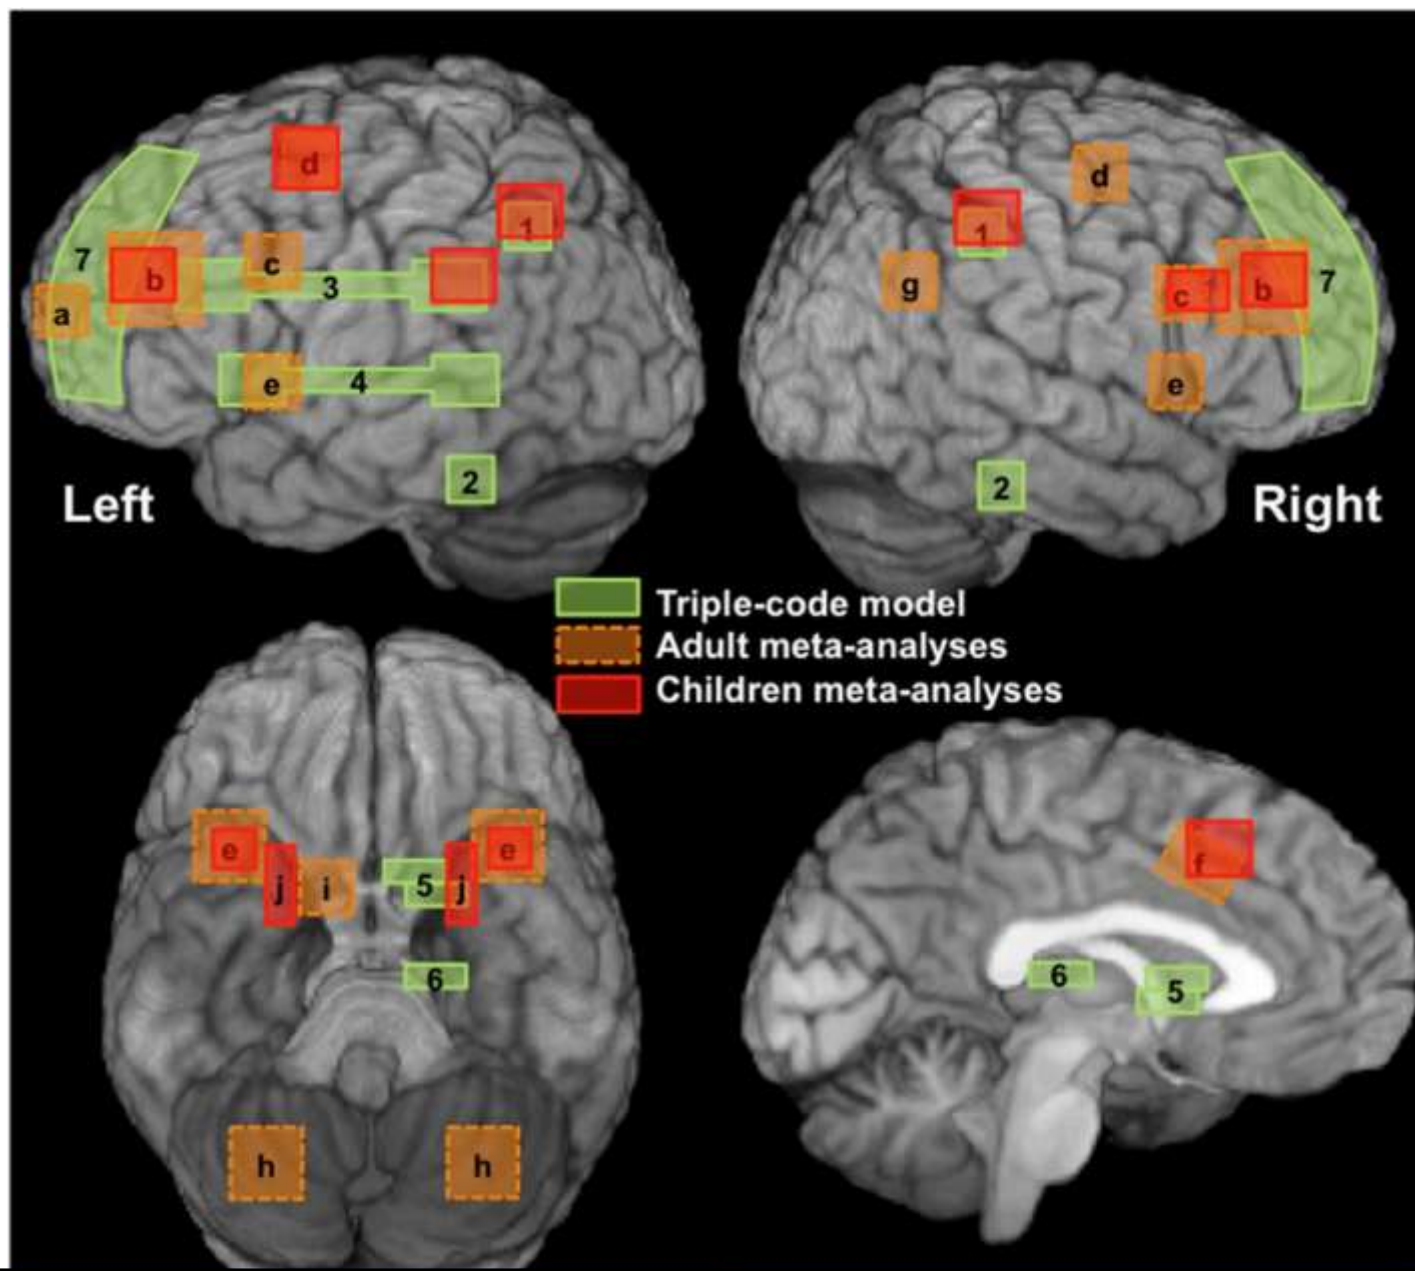 d
d
1
1
7
b
c
g
c
b
7
3
a
e
4
e
2
2
Left
Right
Triple-code model
Adult meta-analyses
Children meta-analyses
e
e
j
i
5
j
f
6
6
5
h
h